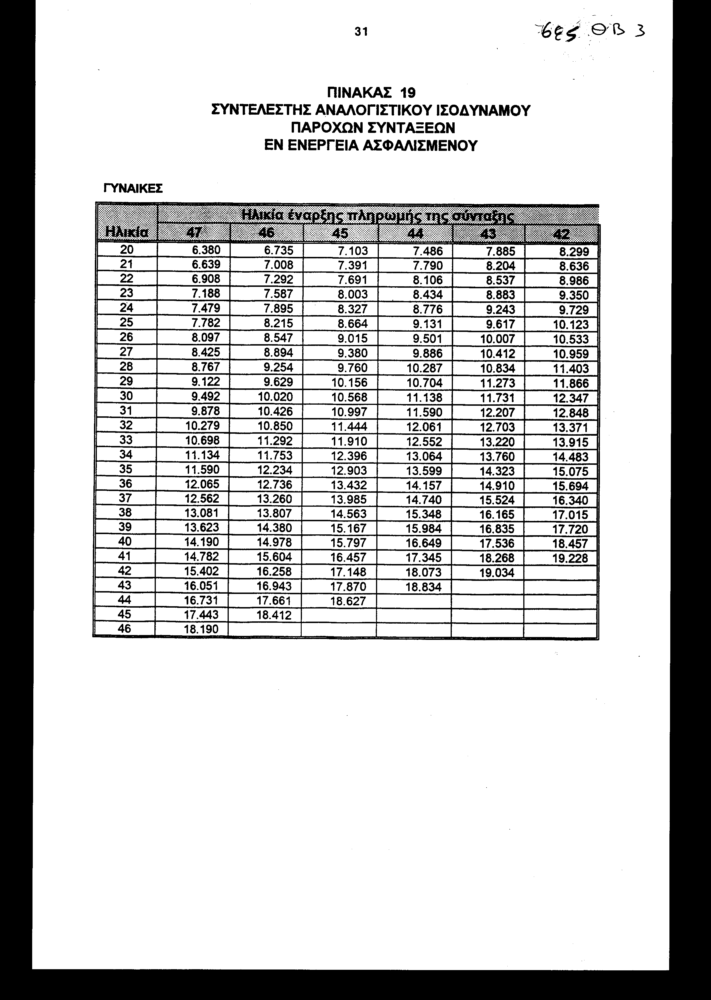 31
ΘΒ 3
ΠΙΝΑΚΑΣ 19
ΣΥΝΤΕΛΕΣΤΗΣ ΑΝΑΛΟΓΙΣΤΙΚΟΥ ΙΣΟΔΥΝΑΜΟΥ
ΠΑΡΟΧΩΝ ΣΥΝΤΑΞΕΩΝ
ΕΝ ΕΝΕΡΓΕΙΑ ΑΣΦΑΛΙΣΜΕΝΟΥ
ΓΥΝΑΙΚΕΣ
Ηλικία έναρξης πληρωμής της σύνταξης
Ηλικία 47 46 45 44 43 42
20 6.380 6.735 7.103 7.486 7.885 8.299
21 6.639 7.008 7.391 7.790 8.204 8.636
22 6.908 7.292 7.691 8.106 8.537 8.986
23 7.188 7.587 8.003 8.434 8.883 9.350
24 7.479 7.895 8.327 8.776 9.243 9.729
25 7.782 8.215 8.664 9.131 9.617 10.123
26 8.097 8.547 9.015 9.501 10.007 10.533
27 8.425 8.894 9.380 9.886 10.412 10.959
28 8.767 9.254 9.760 10.287 10.834 11.403
29 9.122 9.629 10.156 10.704 11.273 11.866
30 9.492 10.020 10.568 11.138 11.731 12.347
31 9.878 10.426 10.997 11.590 12.207 12.848
32 10.279 10.850 11.444 12.061 12.703 13.371
33 10.698 11.292 11.910 12.552 13.220 13.915
34 11.134 11.753 12.396 13.064 13.760 14.483
35 11.590 12.234 12.903 13.599 14.323 15.075
36 12.065 12.736 13.432 14.157 14.910 15.694
37 12.562 13.260 13.985 14.740 15.524 16.340
38 13.081 13.807 14.563 15.348 16.165 17.015
39 13.623 14.380 15.167 15.984 16.835 17.720
40 14.190 14.978 15.797 16.649 17.536 18.457
41 14.782 15.604 16.457 17.345 18.268 19.228
42 15.402 16.258 17.148 18.073 19.034
43 16.051 16.943 17.870 18.834
44 16.731 17.661 18.627
45 17.443 18.412
46 18.190